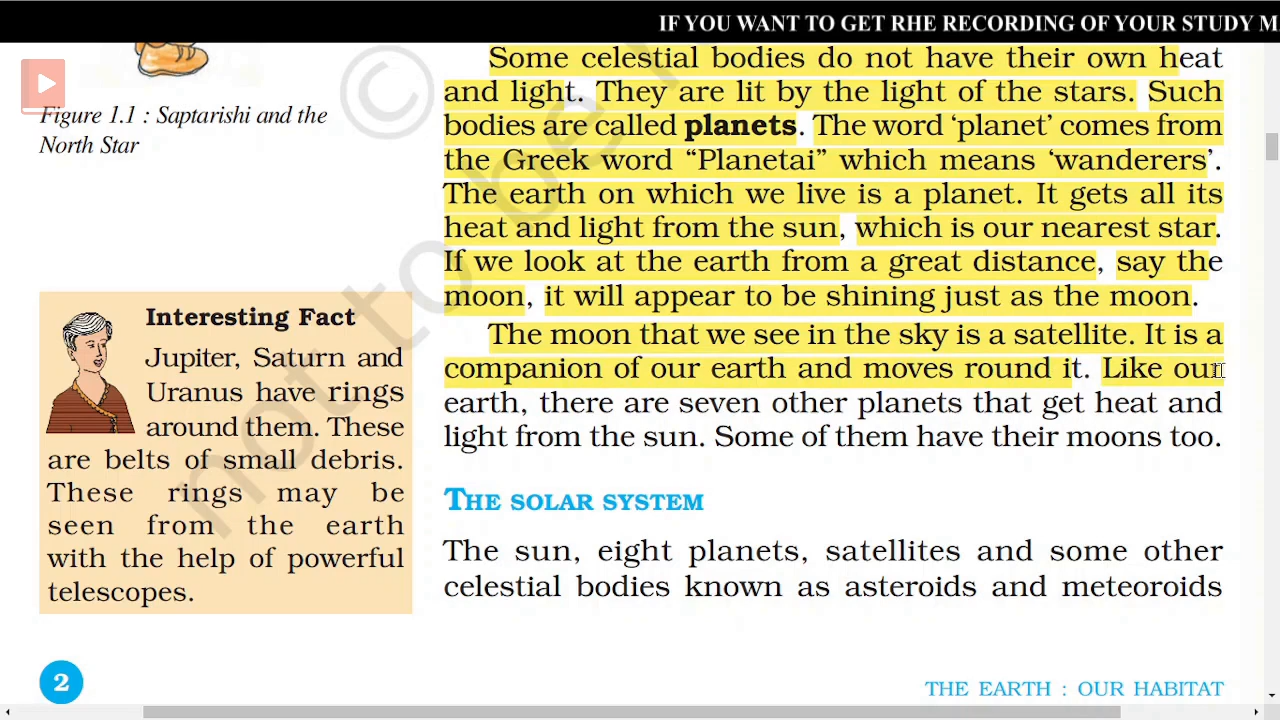 IF YOU WANT TO GET RHE RECORDING OF YOUR STUDY M
Figure 1.1 : Saptarishi and the
North Star
Interesting Fact
Jupiter, Saturn and
Uranus have rings
around them. These
are belts of small debris.
These rings may be
seen from the earth
with the help of powerful
telescopes.
Some celestial bodies do not have their own heat
and light. They are lit by the light of the stars. Such
bodies are called planets. The word ‘planet’ comes from
the Greek word “Planetai” which means ‘wanderers’.
The earth on which we live is a planet. It gets all its
heat and light from the sun, which is our nearest star.
If we look at the earth from a great distance, say the
moon, it will appear to be shining just as the moon.
The moon that we see in the sky is a satellite. It is a
companion of our earth and moves round it. Like our
earth, there are seven other planets that get heat and
light from the sun. Some of them have their moons too.
THE SOLAR SYSTEM
The sun, eight planets, satellites and some other
celestial bodies known as asteroids and meteoroids
2
THE EARTH : OUR HABITAT
© not to be